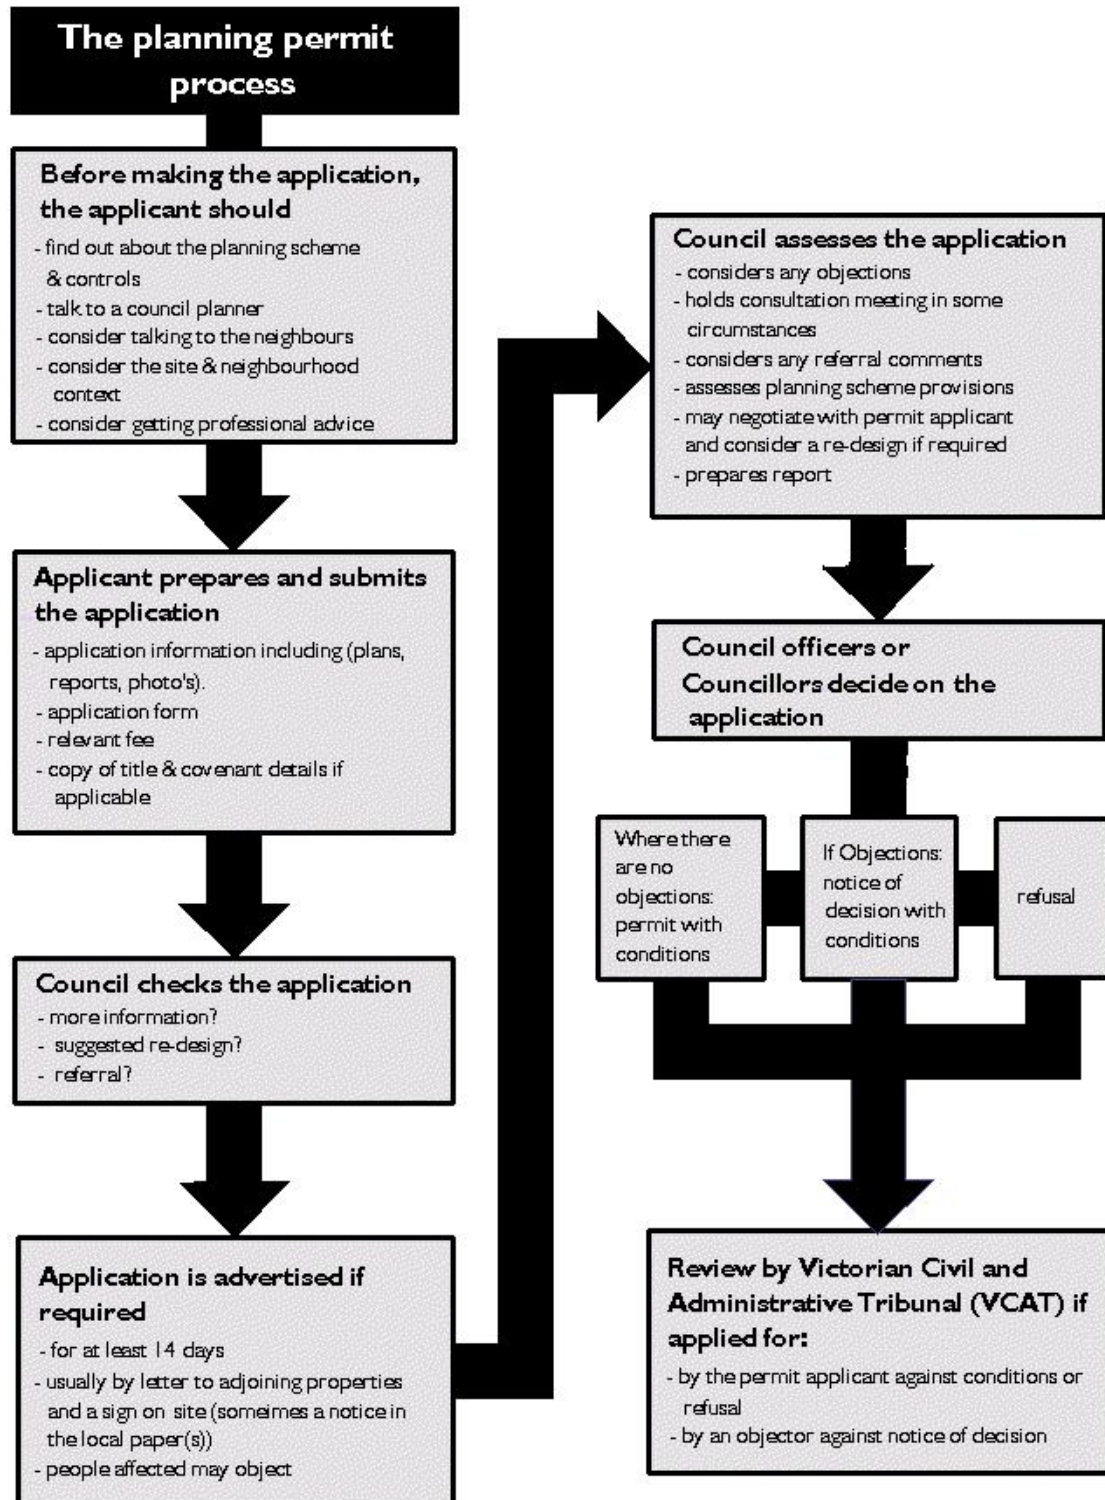 The planning permit
process
Before making the application,
the applicant should
- find out about the planning scheme
& controls
- talk to a council planner
- consider talking to the neighbours
- consider the site & neighbourhood
context
- consider getting professional advice
Applicant prepares and submits
the application
- application information including (plans,
reports, photo's).
- application form
- relevant fee
- copy of title & covenant details if
applicable
Council checks the application
- more information?
- suggested re-design?
- referral?
Application is advertised if
required
- for at least 14 days
- usually by letter to adjoining properties
and a sign on site (someimes a notice in
the local paper(s))
- people affected may object
Council assesses the application
- considers any objections
- holds consultation meeting in some
circumstances
- considers any referral comments
- assesses planning scheme provisions
- may negotiate with permit applicant
and consider a re-design if required
- prepares report
Council officers or
Councillors decide on the
application
Where there
are no
objections:
permit with
conditions
If Objections:
notice of
decision with
conditions
refusal
Review by Victorian Civil and
Administrative Tribunal (VCAT) if
applied for:
- by the permit applicant against conditions or
refusal
- by an objector against notice of decision